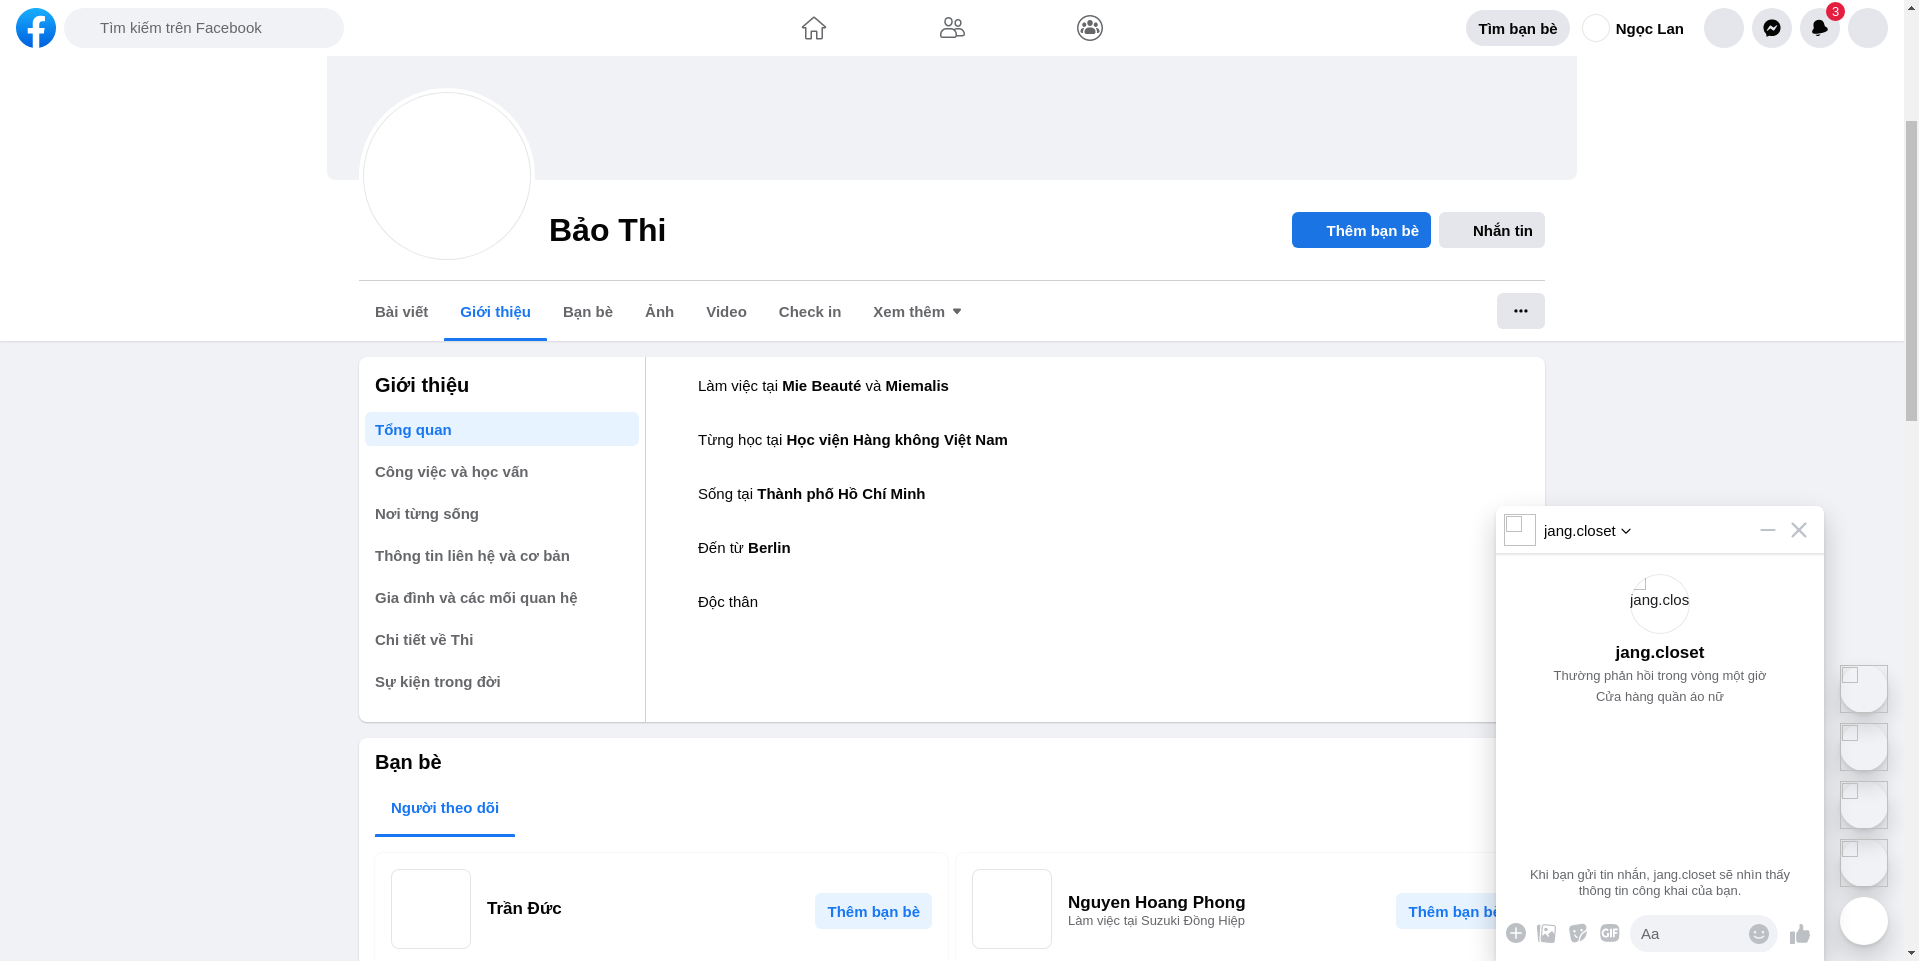 Tìm kiếm trên Facebook
Tìm bạn bè
Ngọc Lan
3
Bảo Thi
Thêm bạn bè
Nhắn tin
Bài viết
Giới thiệu
Bạn bè
Ảnh
Video
Check in
Xem thêm
Giới thiệu
Tổng quan
Công việc và học vấn
Nơi từng sống
Thông tin liên hệ và cơ bản
Gia đình và các mối quan hệ
Chi tiết về Thi
Sự kiện trong đời
Làm việc tại Mie Beauté và Miemalis
Từng học tại Học viện Hàng không Việt Nam
Sống tại Thành phố Hồ Chí Minh
Đến từ Berlin
Độc thân
Bạn bè
Người theo dõi
Trần Đức
Thêm bạn bè
Nguyen Hoang Phong
Làm việc tại Suzuki Đồng Hiệp
Thêm bạn bè
jang.closet
jang.clos
jang.closet
Thường phản hồi trong vòng một giờ
Cửa hàng quần áo nữ
Khi bạn gửi tin nhắn, jang.closet sẽ nhìn thấy
thông tin công khai của bạn.
GIF
Aa